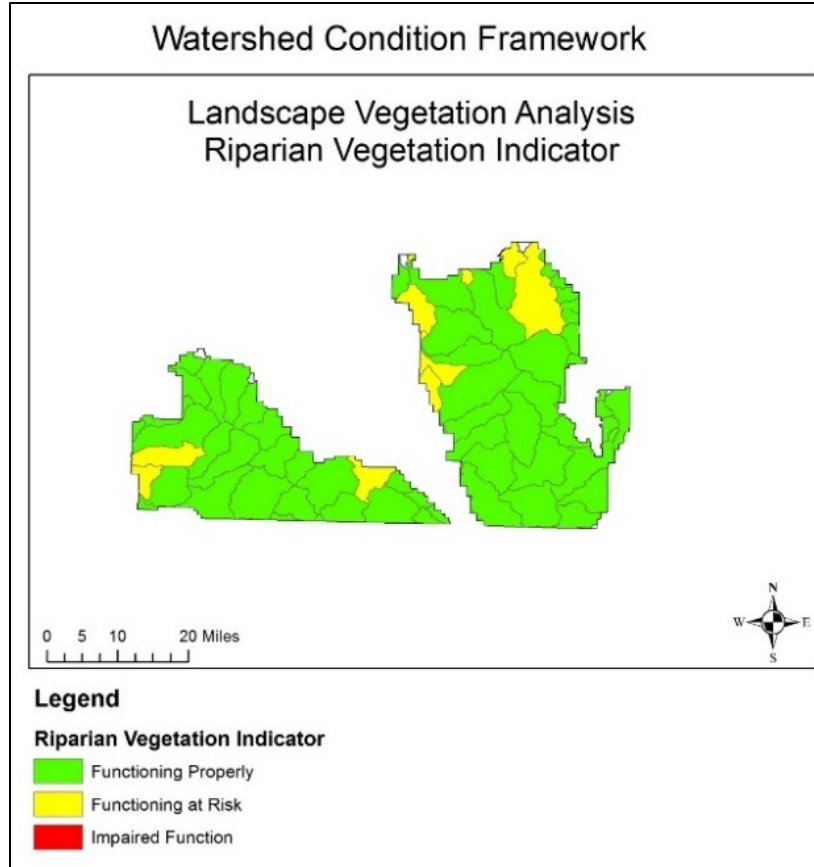 Watershed Condition Framework
Landscape Vegetation Analysis
Riparian Vegetation Indicator
N
W E
S
0 5 10 20 Miles
Legend
Riparian Vegetation Indicator
Functioning Properly
Functioning at Risk
Impaired Function